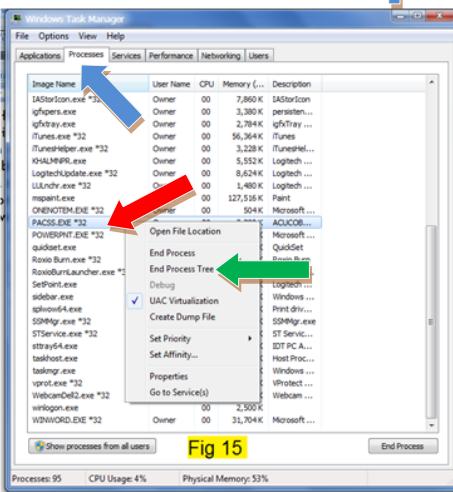 Windows Task Manager
File Options View Help
Applications Processes Services Performance Networking Users
Image Name User Name CPU Memory (... Description
IAStorIcon.exe *32 Owner 00 7,860 K IAStorIcon
igfxpers.exe Owner 00 3,380 K persisten...
igfxtray.exe Owner 00 2,784 K igfxTray ...
iTunes.exe *32 Owner 00 56,364 K iTunes
iTunesHelper.exe *32 Owner 00 3,228 K iTunesHel...
KHALMNPR.exe Owner 00 5,552 K Logitech ...
LogitechUpdate.exe *32 Owner 00 8,624 K Logitech ...
LULnchr.exe *32 Owner 00 1,480 K Logitech ...
mspaint.exe 00 127,516 K Paint
ONENOTEM.EXE *32 00 504 K Microsoft ...
PACSS.EXE *32 ACUCOB...
POWERPNT.EXE *32 Microsoft ...
quickset.exe QuickSet
Roxio Burn.exe *32 Roxio Burn
RoxioBurnLauncher.exe *3
SetPoint.exe Logitech ...
sidebar.exe Windows ...
splwow64.exe Print driv...
SSMMgr.exe *32 SSMMgr.exe
STService.exe *32 ST Servic...
sttray64.exe IDT PC A...
taskhost.exe Host Proc...
taskmgr.exe Windows ...
vprot.exe *32 VProtect ...
WebcamDell2.exe *32 Webcam ...
winlogon.exe 00 2,500 K
WINWORD.EXE *32 Owner 00 31,704 K Microsoft ...
Open File Location
End Process
End Process Tree
Debug
UAC Virtualization
Create Dump File
Set Priority
Set Affinity...
Properties
Go to Service(s)
Show processes from all users
Fig 15
End Process
Processes: 95 CPU Usage: 4% Physical Memory: 53%